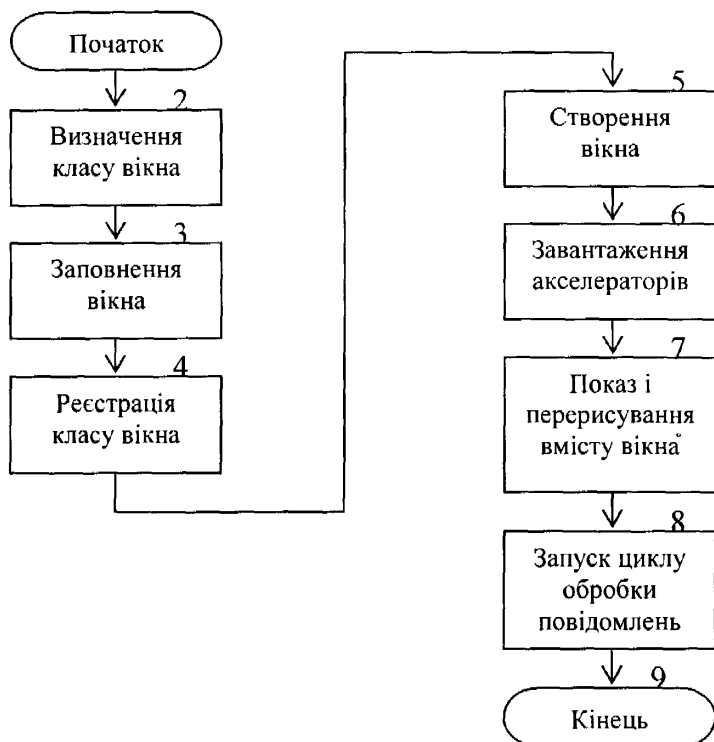 Початок
2
Визначення
класу вікна
3
Заповнення
вікна
4
Реєстрація
класу вікна
5
Створення
вікна
6
Завантаження
акселераторів
7
Показ і
перерисування
вмісту вікна
8
Запуск циклу
обробки
повідомлень
9
Кінець